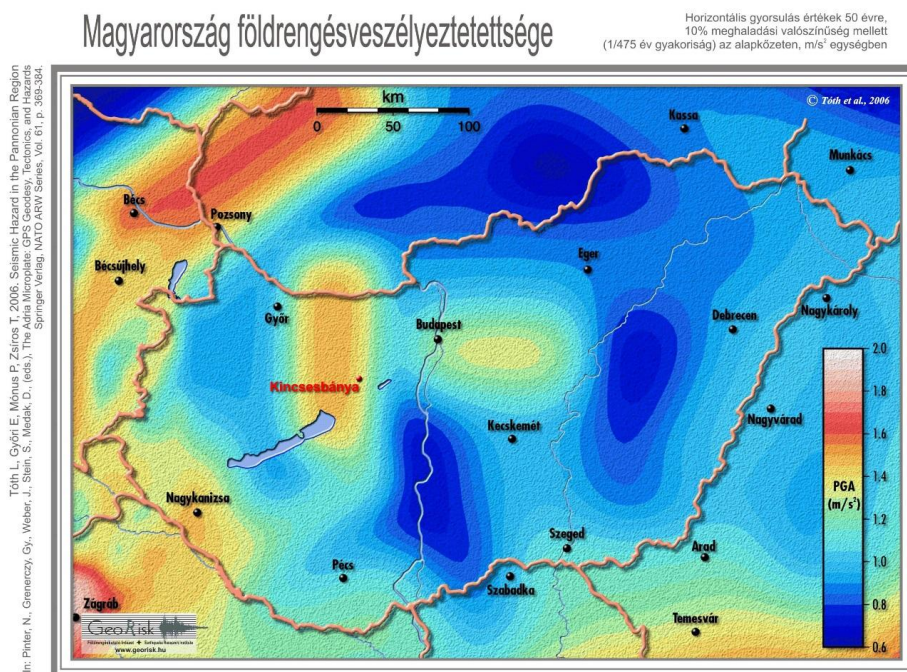 Magyarország földrengésveszélyeztetettsége
Horizontális gyorsulás értékek 50 évre,
10% meghaladási valószínűség mellett
(1/475 év gyakoriság) az alapkőzeten, m/s² egységben
Tóth L, Győri E, Mónus P, Zsíros T, 2006. Seismic Hazard in the Pannonian Region
In: Pinter, N., Grenerczy, Gy., Weber, J., Stein, S., Medak, D., (eds.), The Adria Microplate: GPS Geodesy, Tectonics, and Hazards
Springer Verlag, NATO ARW Series, Vol. 61, p. 369-384.
km
0 50 100
© Tóth et al., 2006
Kassa
Munkács
Bécs
Pozsony
Bécsújhely
Eger
Győr
Budapest
Debrecen
Nagykároly
Kincsesbánya
Kecskemét
Nagyvárad
Nagykanizsa
Szeged
Arad
Pécs
Szabadka
Zágráb
Temesvár
PGA
(m/s²)
2.0
1.8
1.6
1.4
1.2
1.0
0.8
0.6
GeoRisk
www.georisk.hu